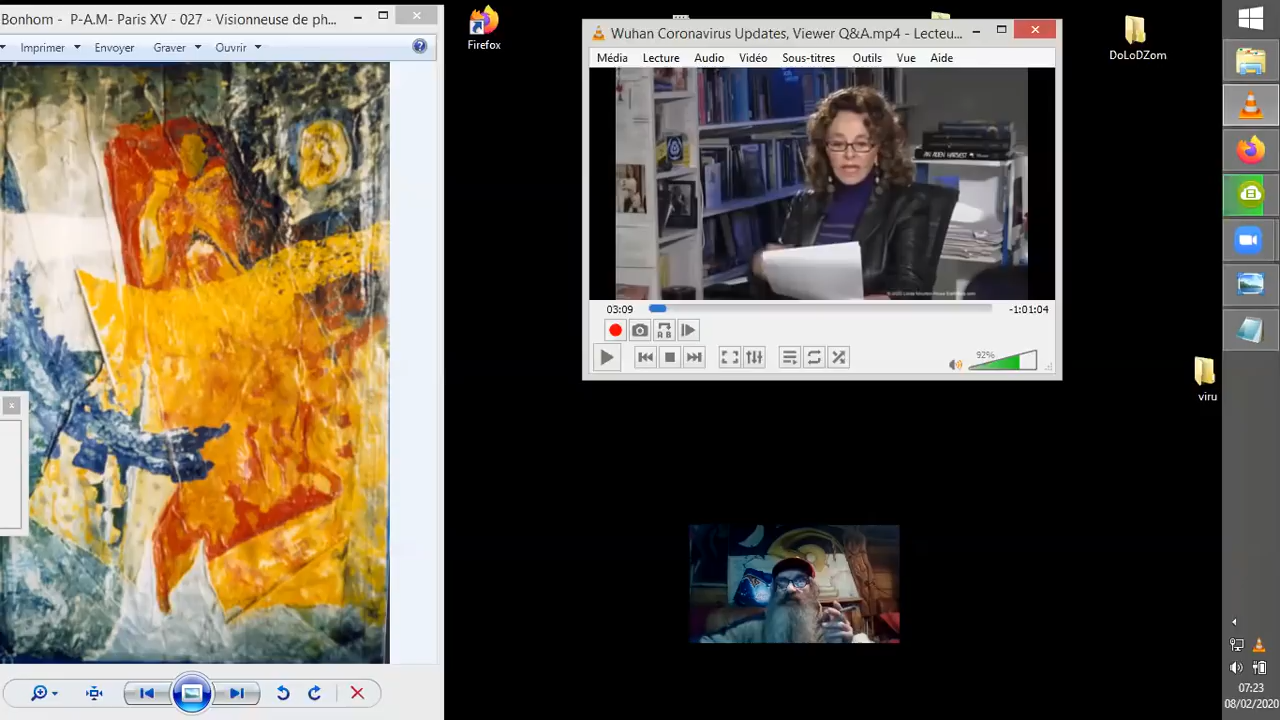 Bonhom - P-A.M- Paris XV - 027 - Visionneuse de ph...
Imprimer
Envoyer
Graver
Ouvrir
Firefox
Wuhan Coronavirus Updates, Viewer Q&A.mp4 - Lecteu...
Média Lecture Audio Vidéo Sous-titres Outils Vue Aide
03:09
-1:01:04
92%
DoLoDZom
viru
07:23
08/02/2020